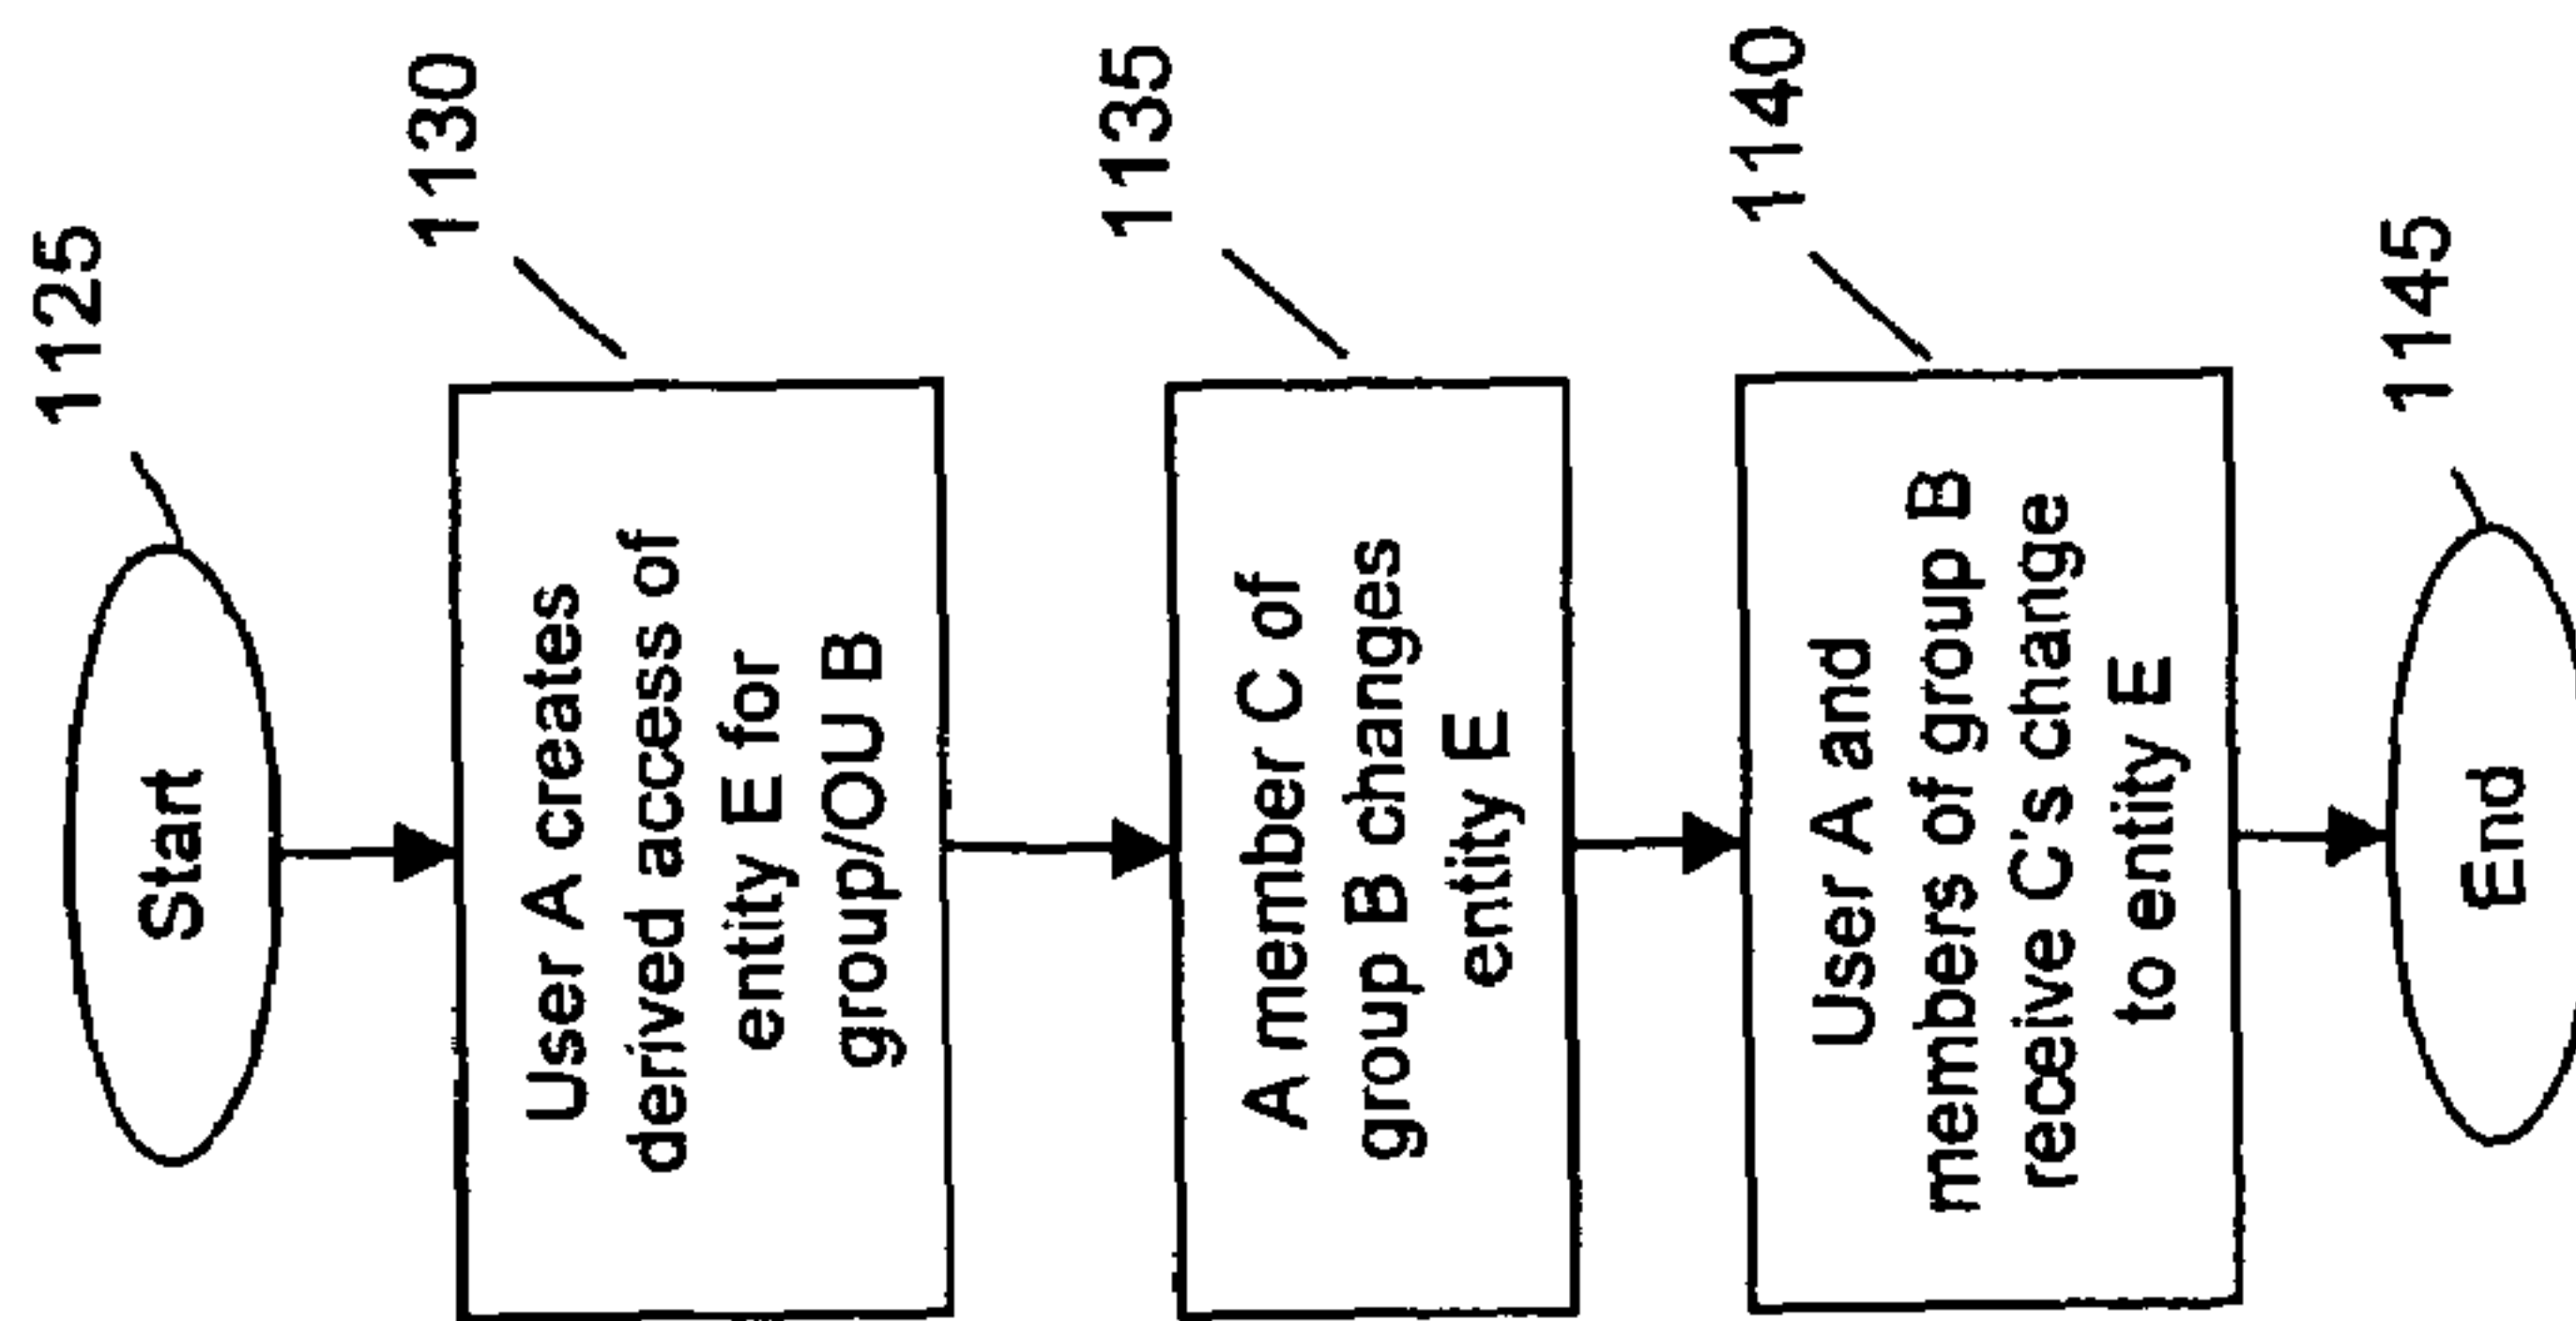 1125
Start
1130
User A creates
derived access of
entity E for
group/OU B
1135
A member C of
group B changes
entity E
1140
User A and
members of group B
receive C's change
to entity E
1145
End